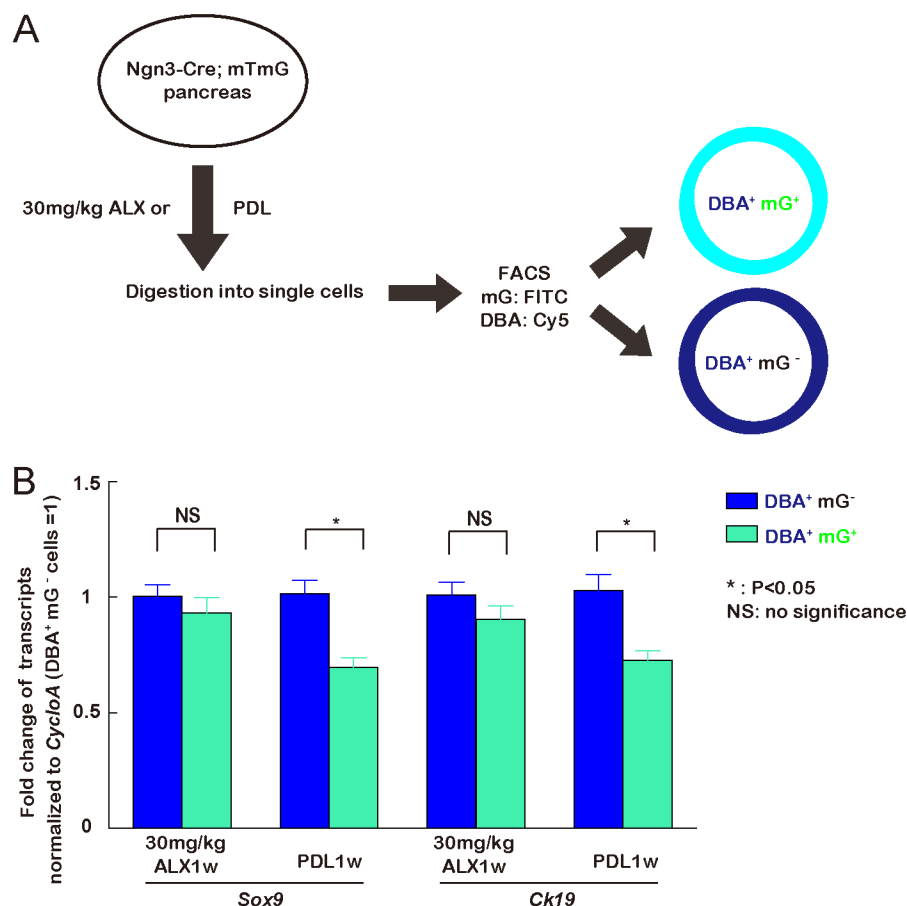 A
Ngn3-Cre; mTmG
pancreas
30mg/kg ALX or
PDL
Digestion into single cells
FACS
mG: FITC
DBA: Cy5
DBA⁺ mG⁺
DBA⁺ mG⁻
B
Fold change of transcripts
normalized to CycloA (DBA⁺ mG⁻ cells =1)
1.5
1
0.5
0
NS
*
NS
*
DBA⁺ mG⁻
DBA⁺ mG⁺
* : P<0.05
NS: no significance
30mg/kg
ALX1w
PDL1w
30mg/kg
ALX1w
PDL1w
Sox9
Ck19